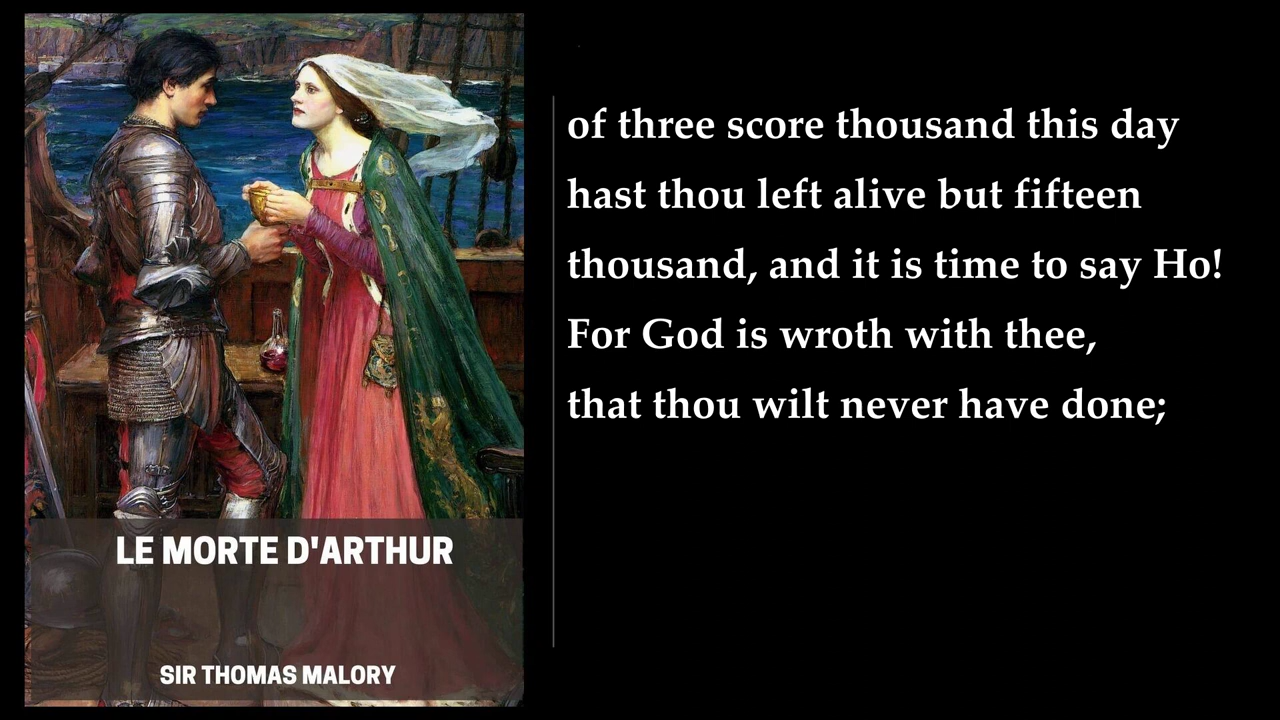 of three score thousand this day
hast thou left alive but fifteen
thousand, and it is time to say Ho!
For God is wroth with thee,
that thou wilt never have done;
LE MORTE D'ARTHUR
SIR THOMAS MALORY